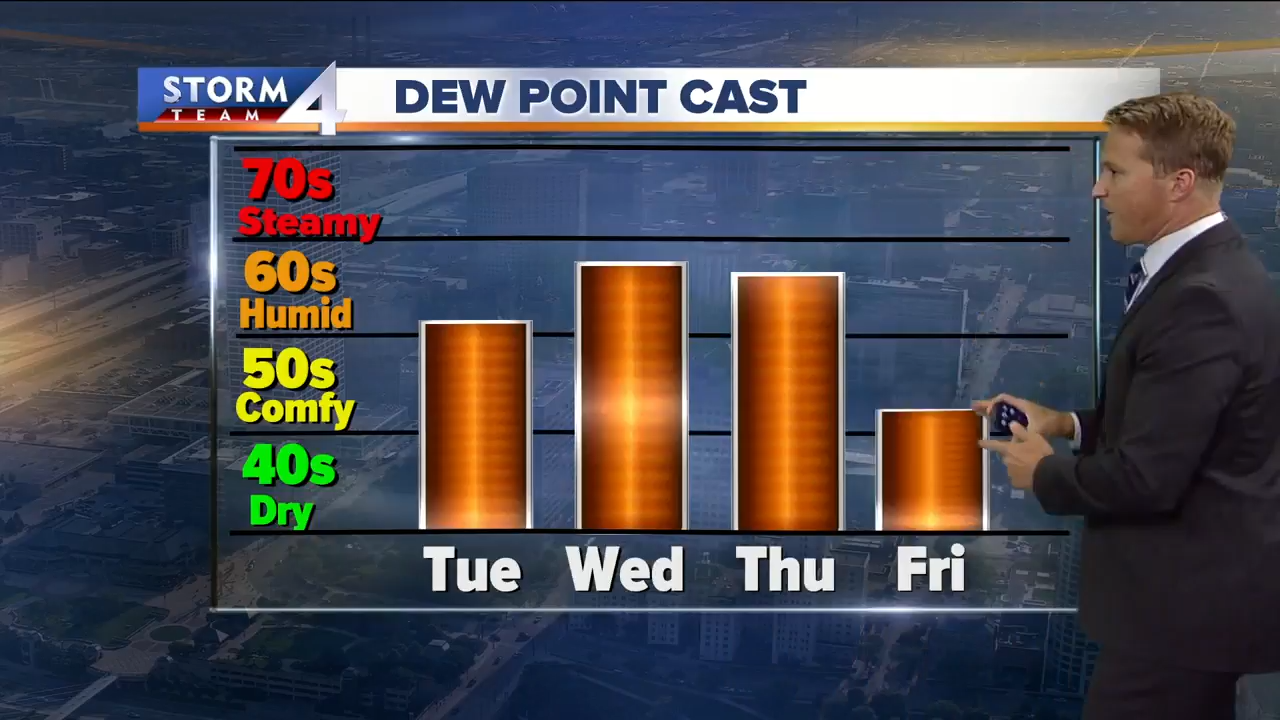 STORM
TEAM 4
DEW POINT CAST
70s
Steamy
60s
Humid
50s
Comfy
40s
Dry
Tue Wed Thu Fri